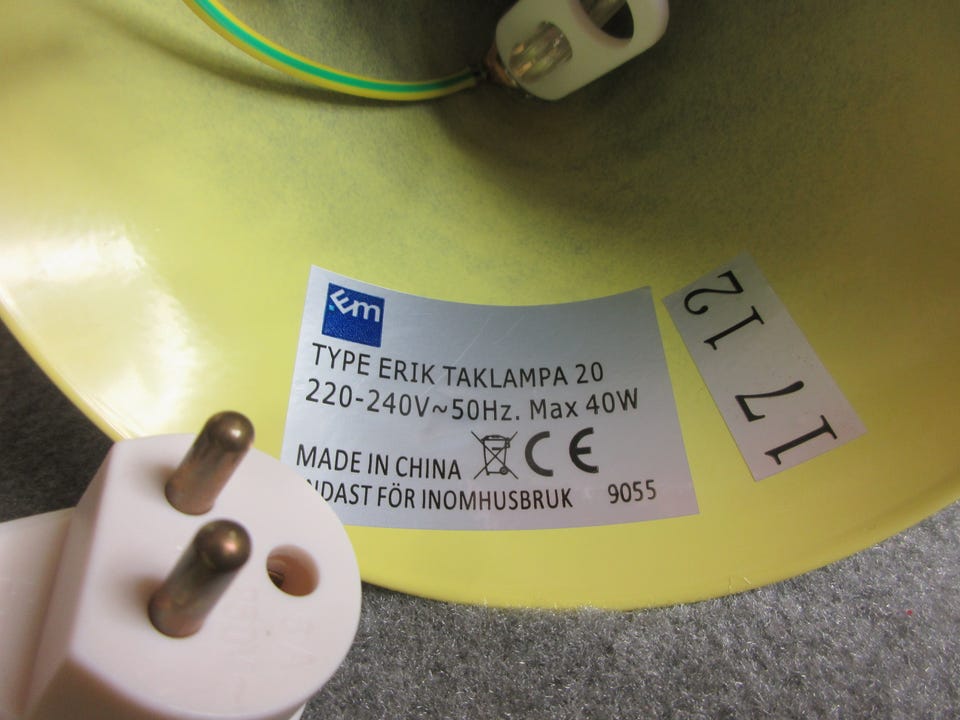 .Em
TYPE ERIK TAKLAMPA 20
220-240V~50Hz. Max 40W
MADE IN CHINA CE
NDAST FÖR INOMHUSBRUK 9055
17 12